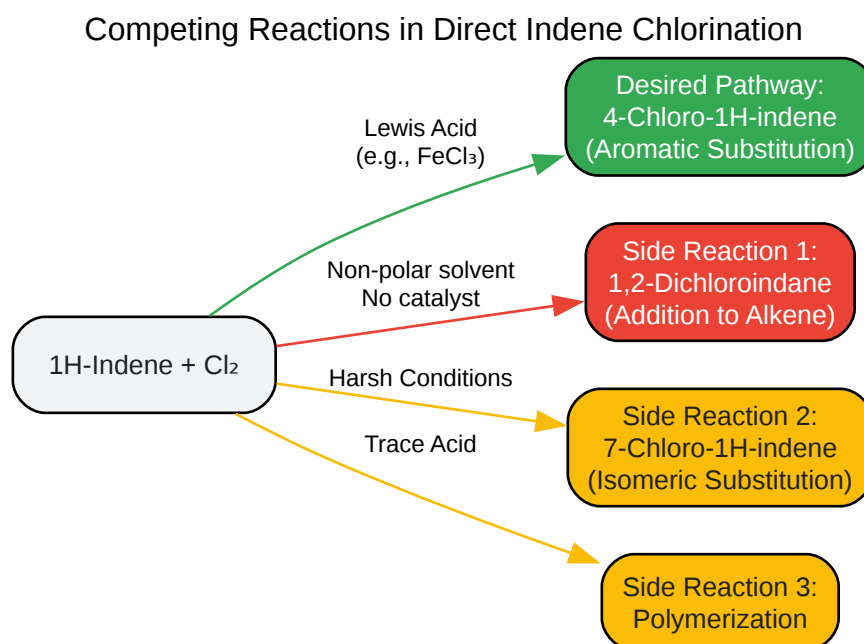 Competing Reactions in Direct Indene Chlorination
Desired Pathway:
4-Chloro-1H-indene
(Aromatic Substitution)
Lewis Acid
(e.g., FeCl₃)
Side Reaction 1:
1,2-Dichloroindane
(Addition to Alkene)
Non-polar solvent
No catalyst
1H-Indene + Cl₂
Harsh Conditions
Side Reaction 2:
7-Chloro-1H-indene
(Isomeric Substitution)
Trace Acid
Side Reaction 3:
Polymerization